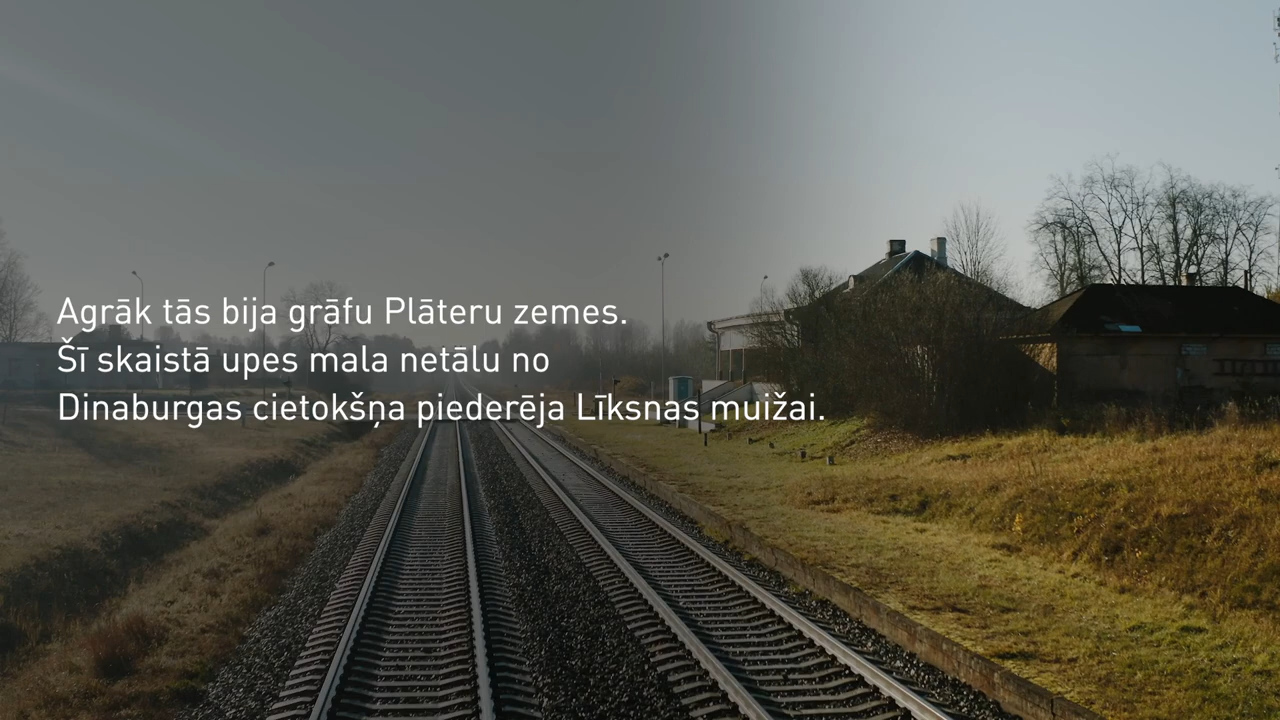 Agrāk tās bija grāfu Plāteru zemes.
Šī skaistā upes mala netālu no
Dinaburgas cietokšņa piederēja Līksnas muižai.